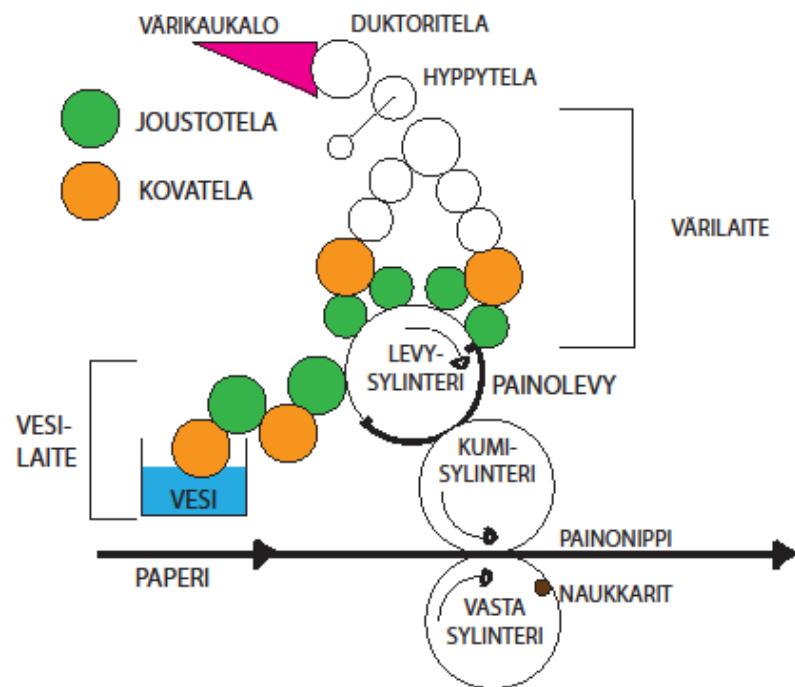 VÄRIKAUKALO
DUKTORITELA
HYPPYTELA
JOUSTOTELA
KOVATELA
VÄRILAITE
LEVY-
SYLINTERI
PAINOLEVY
VESI-
LAITE
KUMI-
SYLINTERI
VESI
PAINONIPPI
PAPERI
NAUKKARIT
VASTA
SYLINTERI